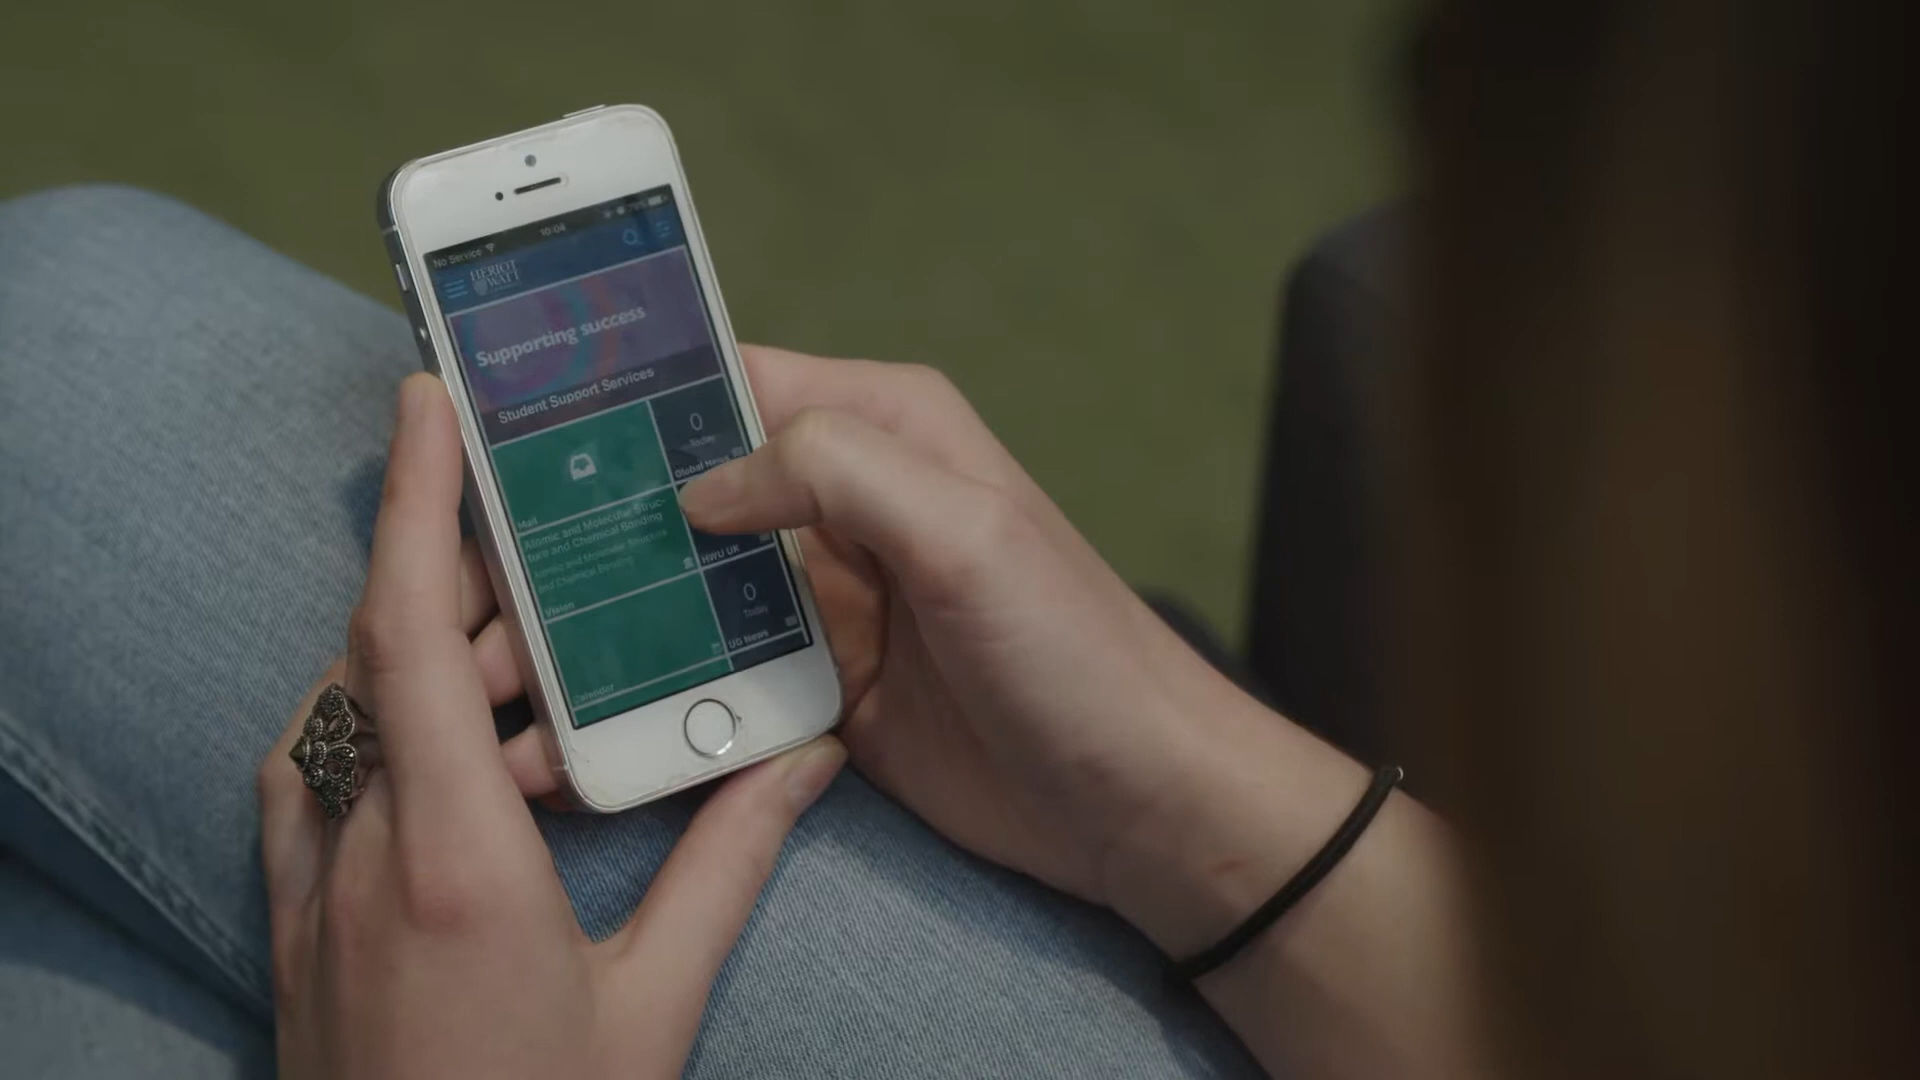 No Service
10:04
HERIOT
WATT
Supporting success
Student Support Services
0
Today
Global News
Mail
Atomic and Molecular Struc-
ture and Chemical Bonding
Atomic and Molecular Structure
and Chemical Bonding
HWU UK
Vision
0
Today
UG News
Calendar